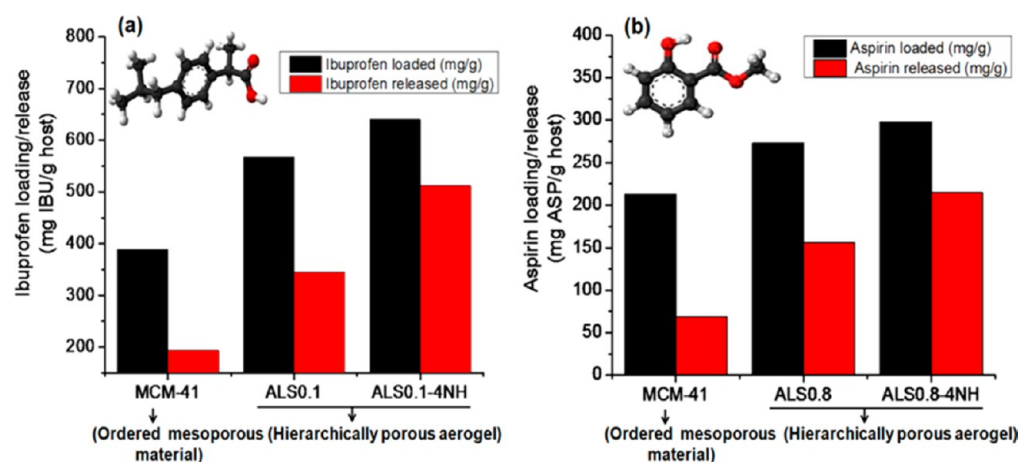 (a)
Ibuprofen loaded (mg/g)
Ibuprofen released (mg/g)
Ibuprofen loading/release
(mg IBU/g host)
800
700
600
500
400
300
200
MCM-41
ALS0.1
ALS0.1-4NH
(Ordered mesoporous
material)
(Hierarchically porous aerogel)
(b)
Aspirin loaded (mg/g)
Aspirin released (mg/g)
Aspirin loading/release
(mg ASP/g host)
400
350
300
250
200
150
100
50
0
MCM-41
ALS0.8
ALS0.8-4NH
(Ordered mesoporous
material)
(Hierarchically porous aerogel)